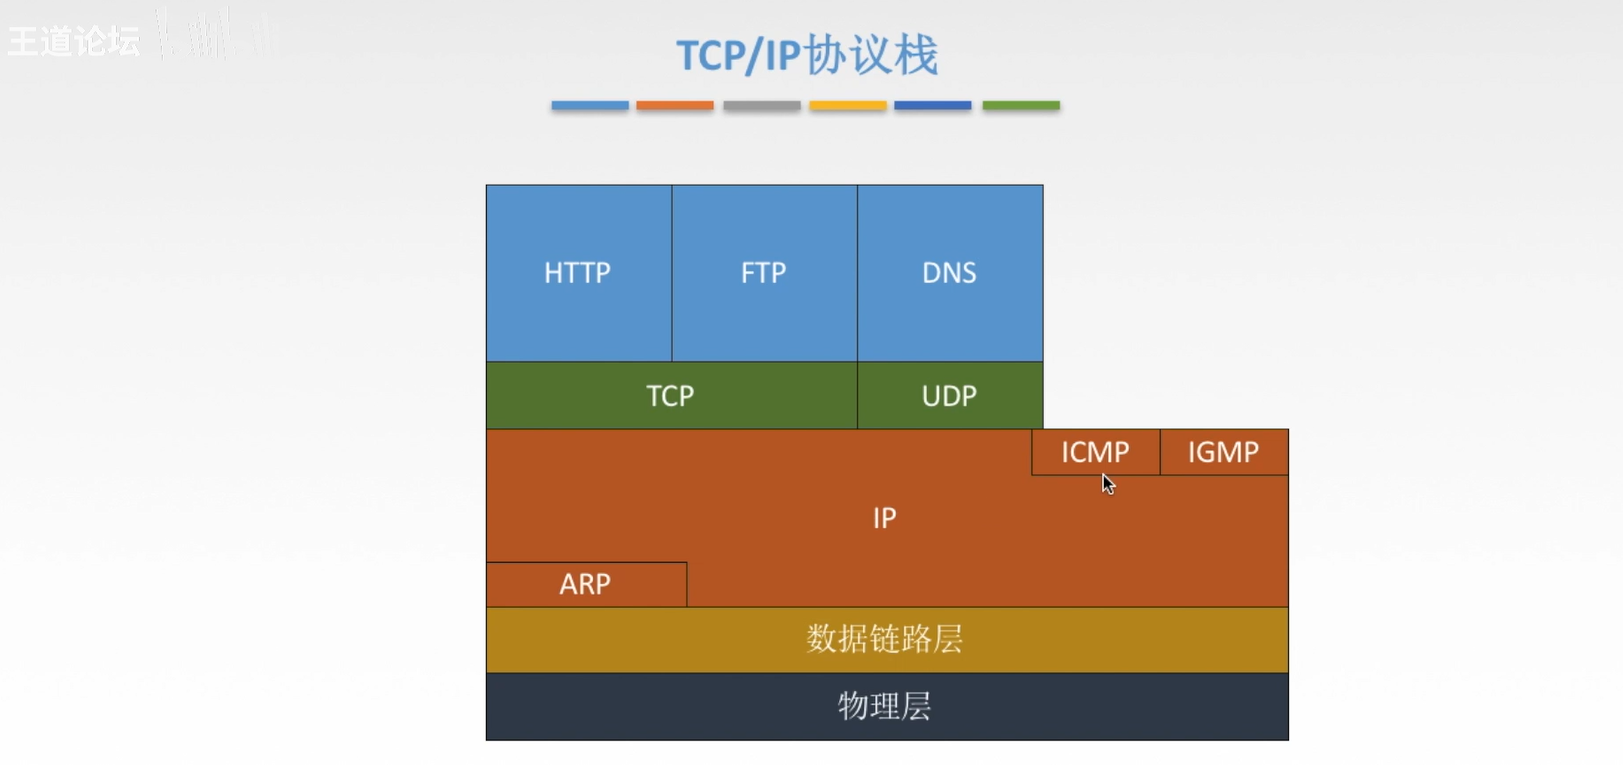 王道论坛
TCP/IP协议栈
HTTP FTP DNS
TCP UDP
ICMP IGMP
IP
ARP
数据链路层
物理层